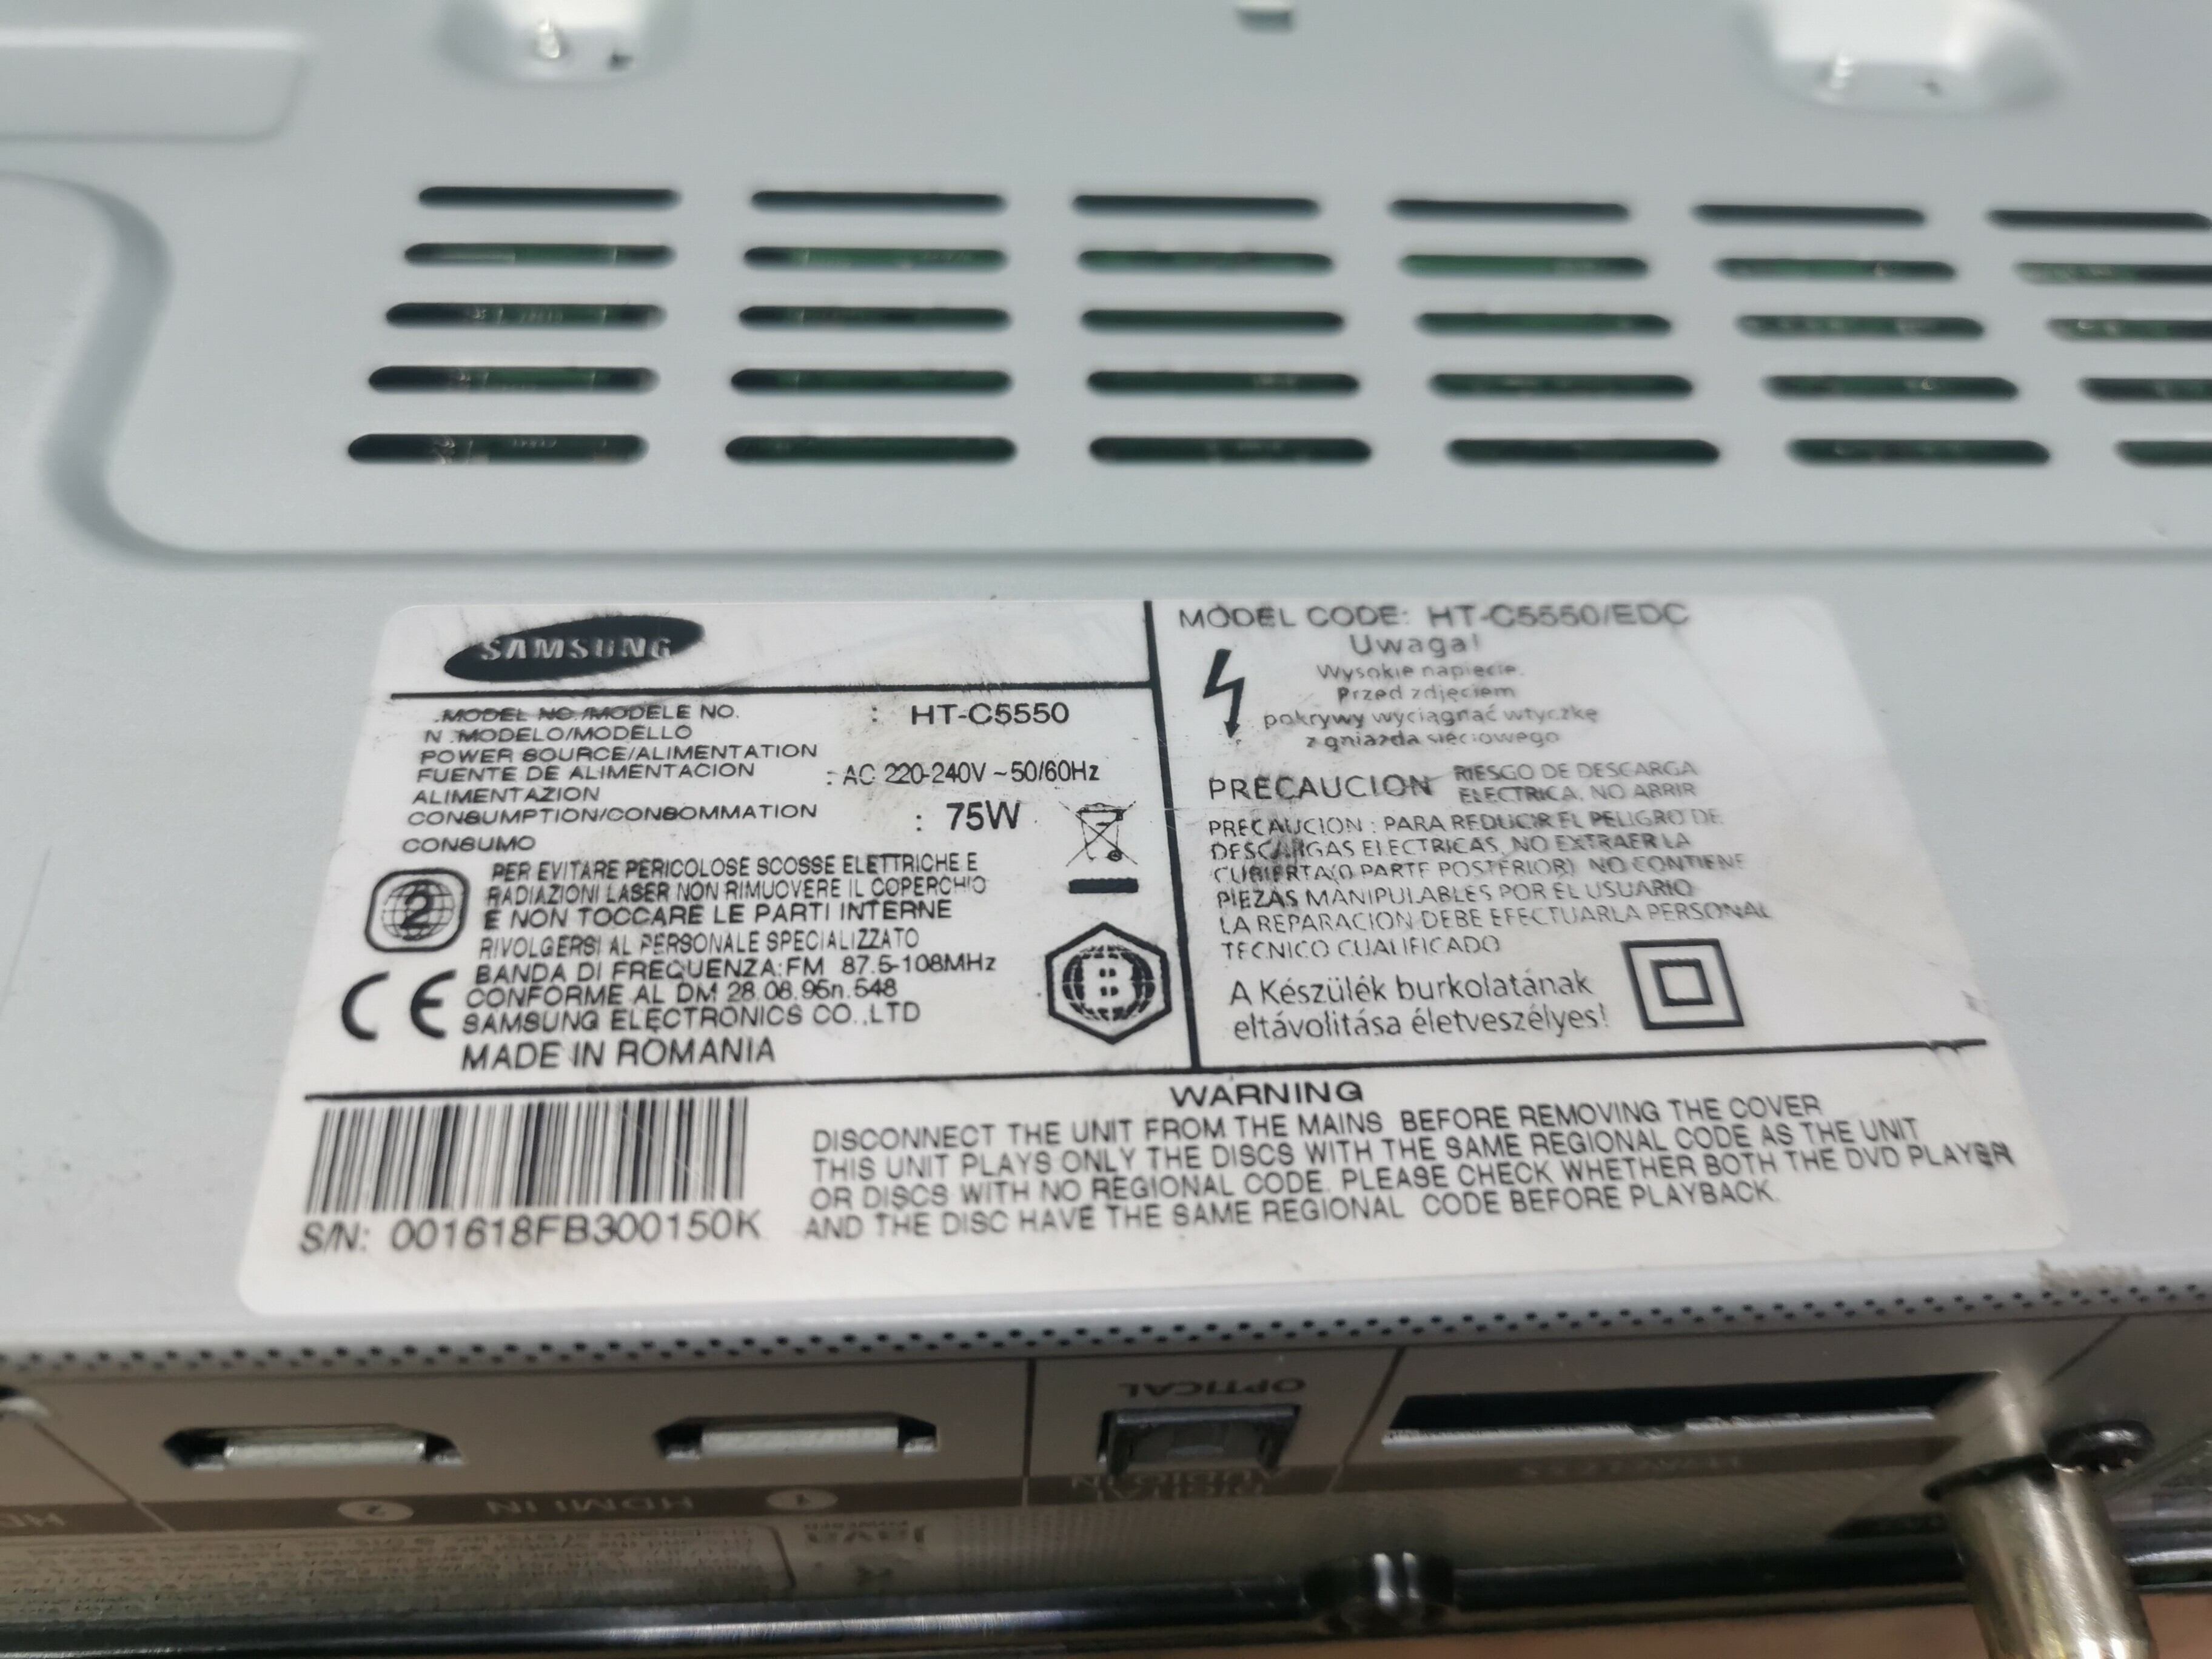 SAMSUNG
MODEL NO./MODELE NO.
N .MODELO/MODELLO
: HT-C5550
POWER SOURCE/ALIMENTATION
FUENTE DE ALIMENTACION
ALIMENTAZION
: AC 220-240V ~ 50/60Hz
CONSUMPTION/CONSOMMATION
CONSUMO
: 75W
2
PER EVITARE PERICOLOSE SCOSSE ELETTRICHE E
RADIAZIONI LASER NON RIMUOVERE IL COPERCHIO
E NON TOCCARE LE PARTI INTERNE
RIVOLGERSI AL PERSONALE SPECIALIZZATO
BANDA DI FREQUENZA:FM 87.5-108MHz
CONFORME AL DM 28.08.95n.548
SAMSUNG ELECTRONICS CO.,LTD
MADE IN ROMANIA
CE
MODEL CODE: HT-C5550/EDC
Uwaga!
Wysokie napiecie.
Przed zdjęciem
pokrywy wyciągnać wtyczkę
z gniazda sieciowego
PRECAUCION
RIESGO DE DESCARGA
ELECTRICA, NO ABRIR
PRECAUCION : PARA REDUCIR EL PELIGRO DE
DESCARGAS ELECTRICAS, NO EXTRAER LA
CUBIERTA(O PARTE POSTERIOR) NO CONTIENE
PIEZAS MANIPULABLES POR EL USUARIO
LA REPARACION DEBE EFECTUARLA PERSONAL
TECNICO CUALIFICADO
A Készülék burkolatának
eltávolitása életveszélyes!
S/N: 001618FB300150K
WARNING
DISCONNECT THE UNIT FROM THE MAINS BEFORE REMOVING THE COVER
THIS UNIT PLAYS ONLY THE DISCS WITH THE SAME REGIONAL CODE AS THE UNIT
OR DISCS WITH NO REGIONAL CODE. PLEASE CHECK WHETHER BOTH THE DVD PLAYER
AND THE DISC HAVE THE SAME REGIONAL CODE BEFORE PLAYBACK.
OPTICAL
DIGITAL
AUDIO IN
1 HDMI IN 2
Java